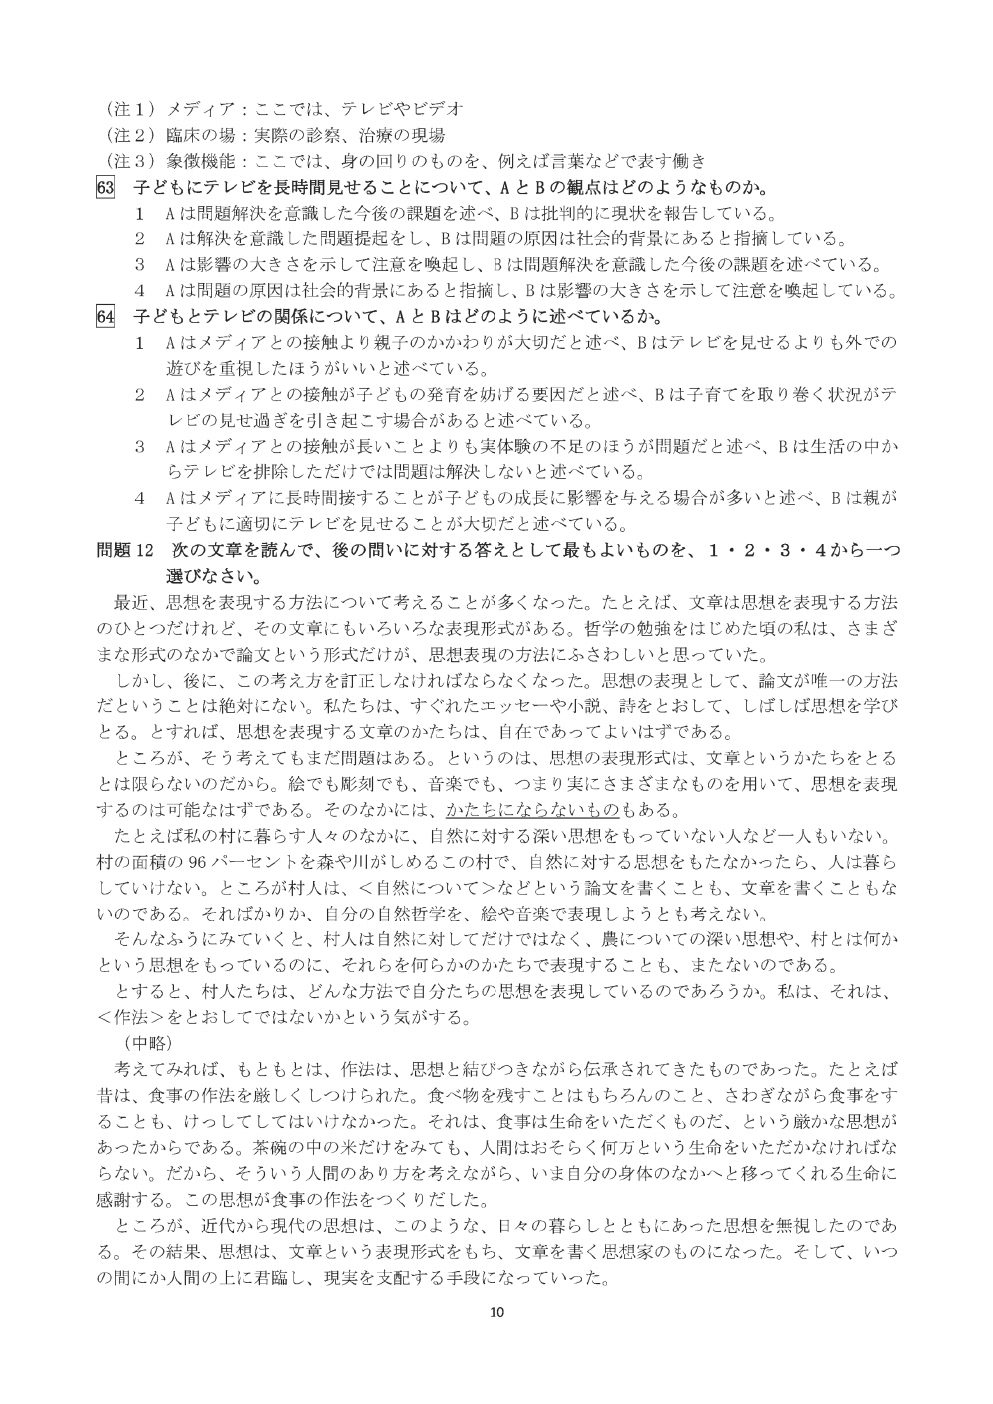 （注１）メディア：ここでは、テレビやビデオ
（注２）臨床の場：実際の診察、治療の現場
（注３）象徴機能：ここでは、身の回りのものを、例えば言葉などで表す働き
63　子どもにテレビを長時間見せることについて、AとBの観点はどのようなものか。
１　Aは問題解決を意識した今後の課題を述べ、Bは批判的に現状を報告している。
２　Aは解決を意識した問題提起をし、Bは問題の原因は社会的背景にあると指摘している。
３　Aは影響の大きさを示して注意を喚起し、Bは問題解決を意識した今後の課題を述べている。
４　Aは問題の原因は社会的背景にあると指摘し、Bは影響の大きさを示して注意を喚起している。
64　子どもとテレビの関係について、AとBはどのように述べているか。
１　Aはメディアとの接触より親子のかかわりが大切だと述べ、Bはテレビを見せるよりも外での
遊びを重視したほうがいいと述べている。
２　Aはメディアとの接触が子どもの発育を妨げる要因だと述べ、Bは子育てを取り巻く状況がテ
レビの見せ過ぎを引き起こす場合があると述べている。
３　Aはメディアとの接触が長いことよりも実体験の不足のほうが問題だと述べ、Bは生活の中か
らテレビを排除しただけでは問題は解決しないと述べている。
４　Aはメディアに長時間接することが子どもの成長に影響を与える場合が多いと述べ、Bは親が
子どもに適切にテレビを見せることが大切だと述べている。
問題12　次の文章を読んで、後の問いに対する答えとして最もよいものを、１・２・３・４から一つ
選びなさい。
最近、思想を表現する方法について考えることが多くなった。たとえば、文章は思想を表現する方法
のひとつだけれど、その文章にもいろいろな表現形式がある。哲学の勉強をはじめた頃の私は、さまざ
まな形式のなかで論文という形式だけが、思想表現の方法にふさわしいと思っていた。
しかし、後に、この考え方を訂正しなければならなくなった。思想の表現として、論文が唯一の方法
だということは絶対にない。私たちは、すぐれたエッセーや小説、詩をとおして、しばしば思想を学び
とる。とすれば、思想を表現する文章のかたちは、自在であってよいはずである。
ところが、そう考えてもまだ問題はある。というのは、思想の表現形式は、文章というかたちをとる
とは限らないのだから。絵でも彫刻でも、音楽でも、つまり実にさまざまなものを用いて、思想を表現
するのは可能なはずである。そのなかには、かたちにならないものもある。
たとえば私の村に暮らす人々のなかに、自然に対する深い思想をもっていない人など一人もいない。
村の面積の96パーセントを森や川がしめるこの村で、自然に対する思想をもたなかったら、人は暮ら
していけない。ところが村人は、＜自然について＞などという論文を書くことも、文章を書くこともな
いのである。そればかりか、自分の自然哲学を、絵や音楽で表現しようとも考えない。
そんなふうにみていくと、村人は自然に対してだけではなく、農についての深い思想や、村とは何か
という思想をもっているのに、それらを何らかのかたちで表現することも、またないのである。
とすると、村人たちは、どんな方法で自分たちの思想を表現しているのであろうか。私は、それは、
＜作法＞をとおしてではないかという気がする。
（中略）
考えてみれば、もともとは、作法は、思想と結びつきながら伝承されてきたものであった。たとえば
昔は、食事の作法を厳しくしつけられた。食べ物を残すことはもちろんのこと、さわぎながら食事をす
ることも、けっしてしてはいけなかった。それは、食事は生命をいただくものだ、という厳かな思想が
あったからである。茶碗の中の米だけをみても、人間はおそらく何万という生命をいただかなければな
らない。だから、そういう人間のあり方を考えながら、いま自分の身体のなかへと移ってくれる生命に
感謝する。この思想が食事の作法をつくりだした。
ところが、近代から現代の思想は、このような、日々の暮らしとともにあった思想を無視したのであ
る。その結果、思想は、文章という表現形式をもち、文章を書く思想家のものになった。そして、いつ
の間にか人間の上に君臨し、現実を支配する手段になっていった。
10